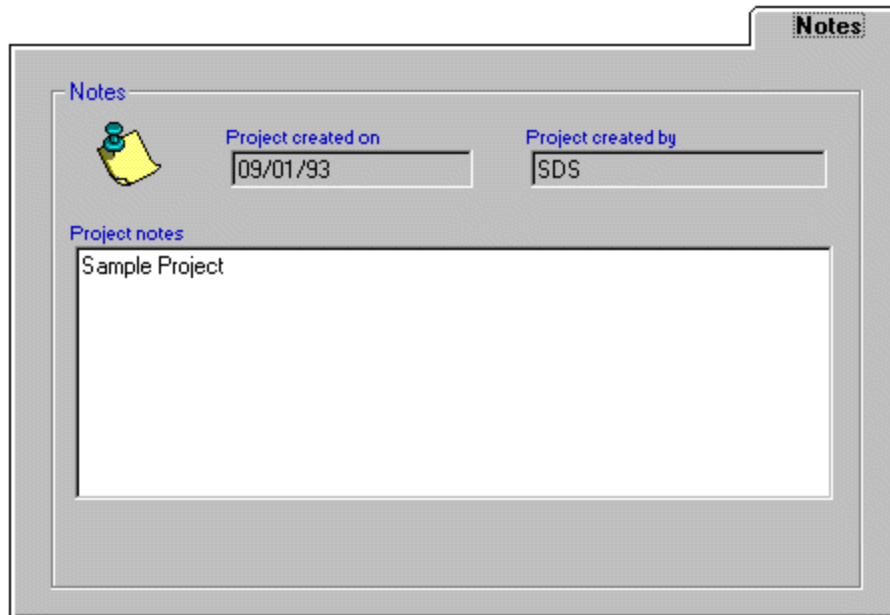 Notes
Notes
Project created on
Project created by
09/01/93
SDS
Project notes
Sample Project